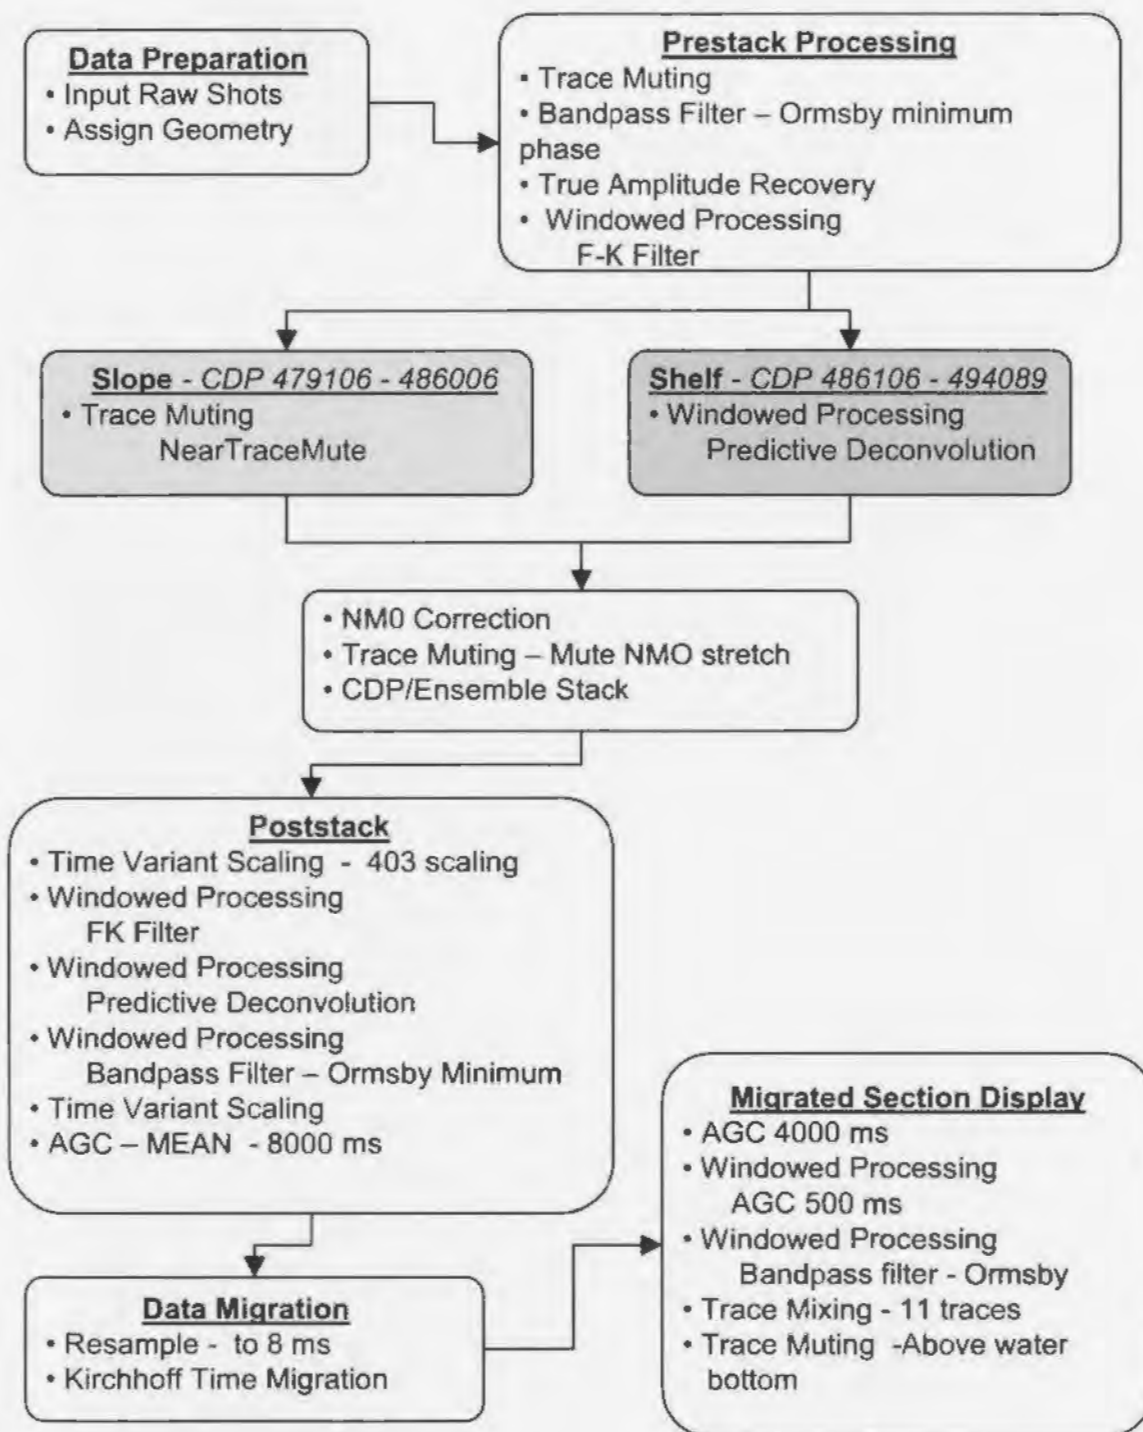 Data Preparation
• Input Raw Shots
• Assign Geometry
Prestack Processing
• Trace Muting
• Bandpass Filter – Ormsby minimum
phase
• True Amplitude Recovery
• Windowed Processing
F-K Filter
Slope - CDP 479106 - 486006
• Trace Muting
NearTraceMute
Shelf - CDP 486106 - 494089
• Windowed Processing
Predictive Deconvolution
• NM0 Correction
• Trace Muting – Mute NMO stretch
• CDP/Ensemble Stack
Poststack
• Time Variant Scaling - 403 scaling
• Windowed Processing
FK Filter
• Windowed Processing
Predictive Deconvolution
• Windowed Processing
Bandpass Filter – Ormsby Minimum
• Time Variant Scaling
• AGC – MEAN - 8000 ms
Data Migration
• Resample - to 8 ms
• Kirchhoff Time Migration
Migrated Section Display
• AGC 4000 ms
• Windowed Processing
AGC 500 ms
• Windowed Processing
Bandpass filter - Ormsby
• Trace Mixing - 11 traces
• Trace Muting -Above water
bottom